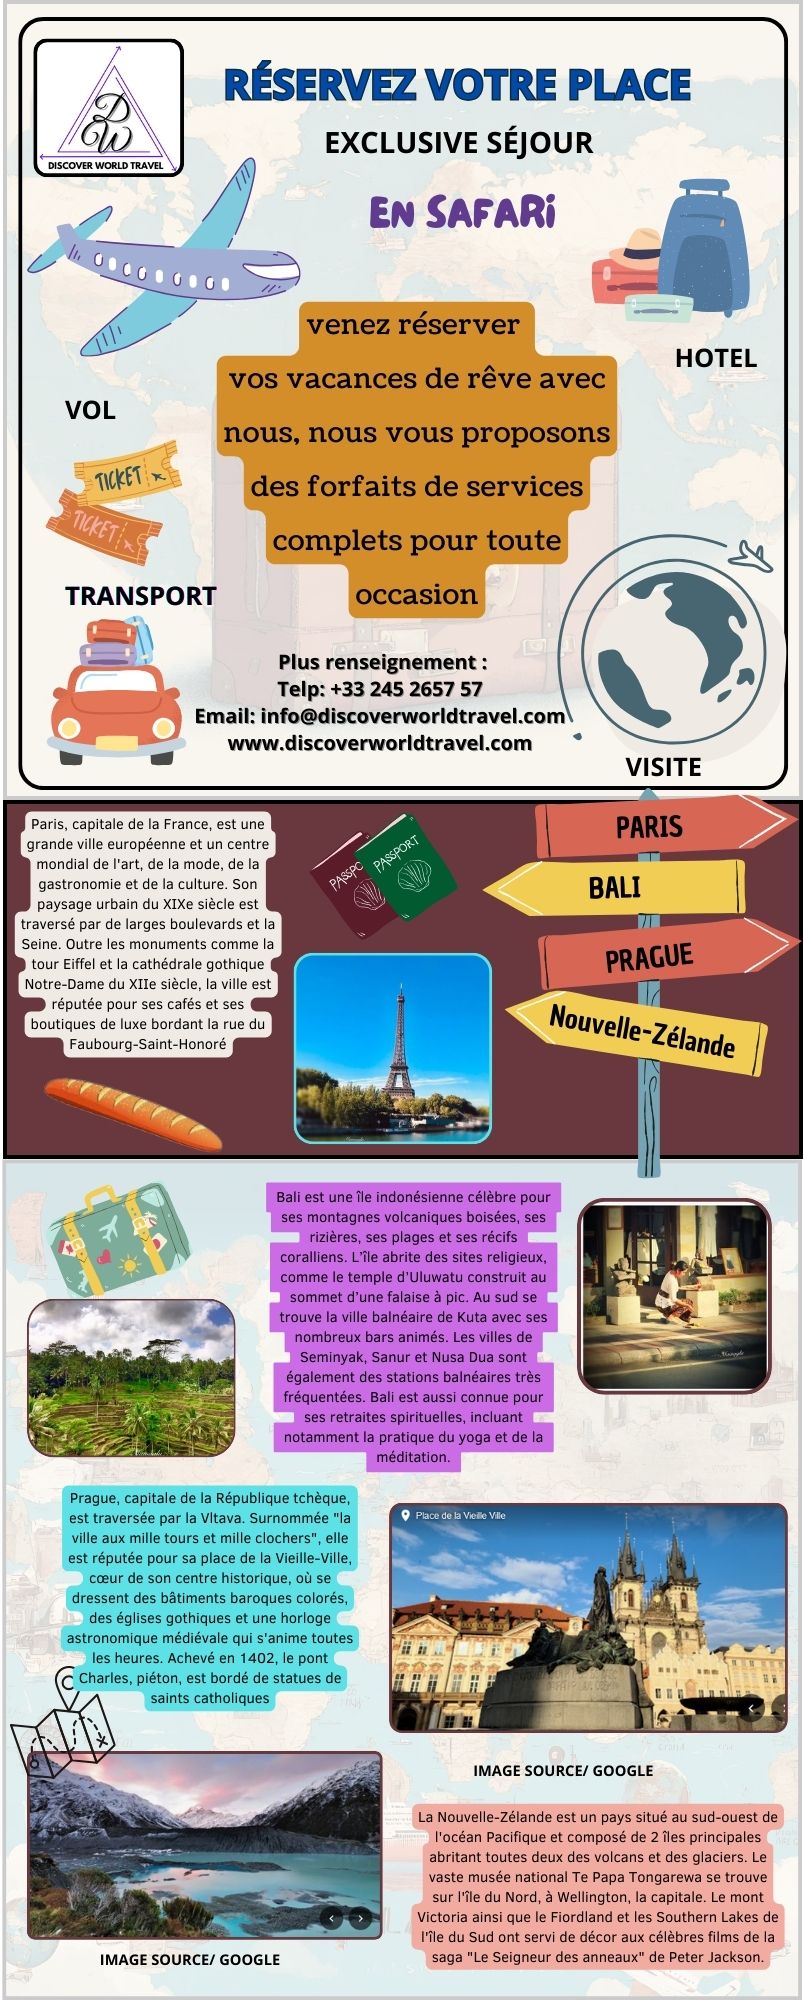 DW
DISCOVER WORLD TRAVEL
RÉSERVEZ VOTRE PLACE
EXCLUSIVE SÉJOUR
EN SAFARI
HOTEL
VOL
venez réserver
vos vacances de rêve avec
nous, nous vous proposons
des forfaits de services
complets pour toute
occasion
TICKET
TICKET
TRANSPORT
Plus renseignement :
Telp: +33 245 2657 57
Email: info@discoverworldtravel.com
www.discoverworldtravel.com
VISITE
Paris, capitale de la France, est une
grande ville européenne et un centre
mondial de l'art, de la mode, de la
gastronomie et de la culture. Son
paysage urbain du XIXe siècle est
traversé par de larges boulevards et la
Seine. Outre les monuments comme la
tour Eiffel et la cathédrale gothique
Notre-Dame du XIIe siècle, la ville est
réputée pour ses cafés et ses
boutiques de luxe bordant la rue du
Faubourg-Saint-Honoré
PASSPO
PASSPORT
PARIS
BALI
PRAGUE
Nouvelle-Zélande
Bali est une île indonésienne célèbre pour
ses montagnes volcaniques boisées, ses
rizières, ses plages et ses récifs
coralliens. L'île abrite des sites religieux,
comme le temple d'Uluwatu construit au
sommet d'une falaise à pic. Au sud se
trouve la ville balnéaire de Kuta avec ses
nombreux bars animés. Les villes de
Seminyak, Sanur et Nusa Dua sont
également des stations balnéaires très
fréquentées. Bali est aussi connue pour
ses retraites spirituelles, incluant
notamment la pratique du yoga et de la
méditation.
Prague, capitale de la République tchèque,
est traversée par la Vltava. Surnommée "la
ville aux mille tours et mille clochers", elle
est réputée pour sa place de la Vieille-Ville,
cœur de son centre historique, où se
dressent des bâtiments baroques colorés,
des églises gothiques et une horloge
astronomique médiévale qui s'anime toutes
les heures. Achevé en 1402, le pont
Charles, piéton, est bordé de statues de
saints catholiques
Place de la Vieille Ville
IMAGE SOURCE/ GOOGLE
La Nouvelle-Zélande est un pays situé au sud-ouest de
l'océan Pacifique et composé de 2 îles principales
abritant toutes deux des volcans et des glaciers. Le
vaste musée national Te Papa Tongarewa se trouve
sur l'île du Nord, à Wellington, la capitale. Le mont
Victoria ainsi que le Fiordland et les Southern Lakes de
l'île du Sud ont servi de décor aux célèbres films de la
saga "Le Seigneur des anneaux" de Peter Jackson.
IMAGE SOURCE/ GOOGLE